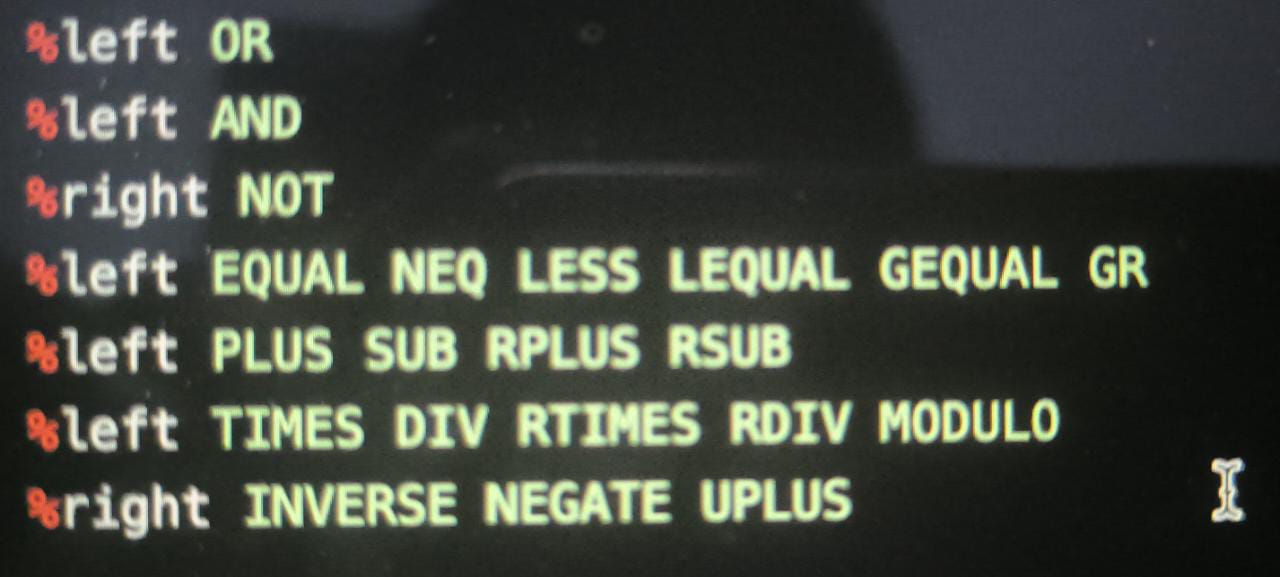 %left OR
%left AND
%right NOT
%left EQUAL NEQ LESS LEQUAL GEQUAL GR
%left PLUS SUB RPLUS RSUB
%left TIMES DIV RTIMES RDIV MODULO
%right INVERSE NEGATE UPLUS